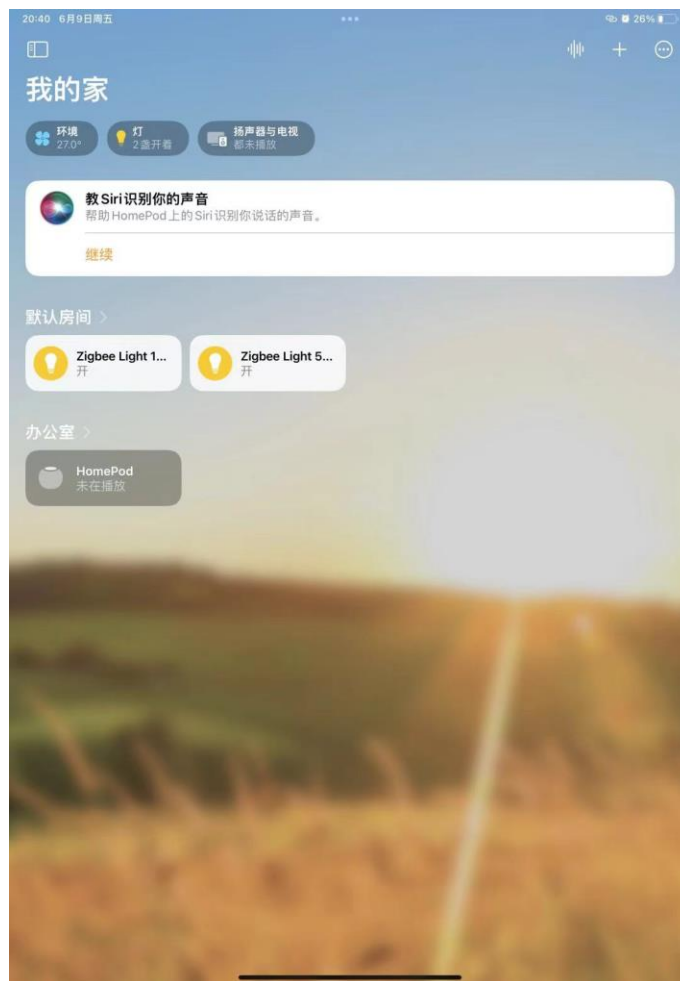 20:40 6月9日周五
26%
我的家
环境
27.0°
灯
2盏开着
扬声器与电视
都未播放
教Siri识别你的声音
帮助HomePod上的Siri识别你说话的声音。
继续
默认房间
Zigbee Light 1...
开
Zigbee Light 5...
开
办公室
HomePod
未在播放